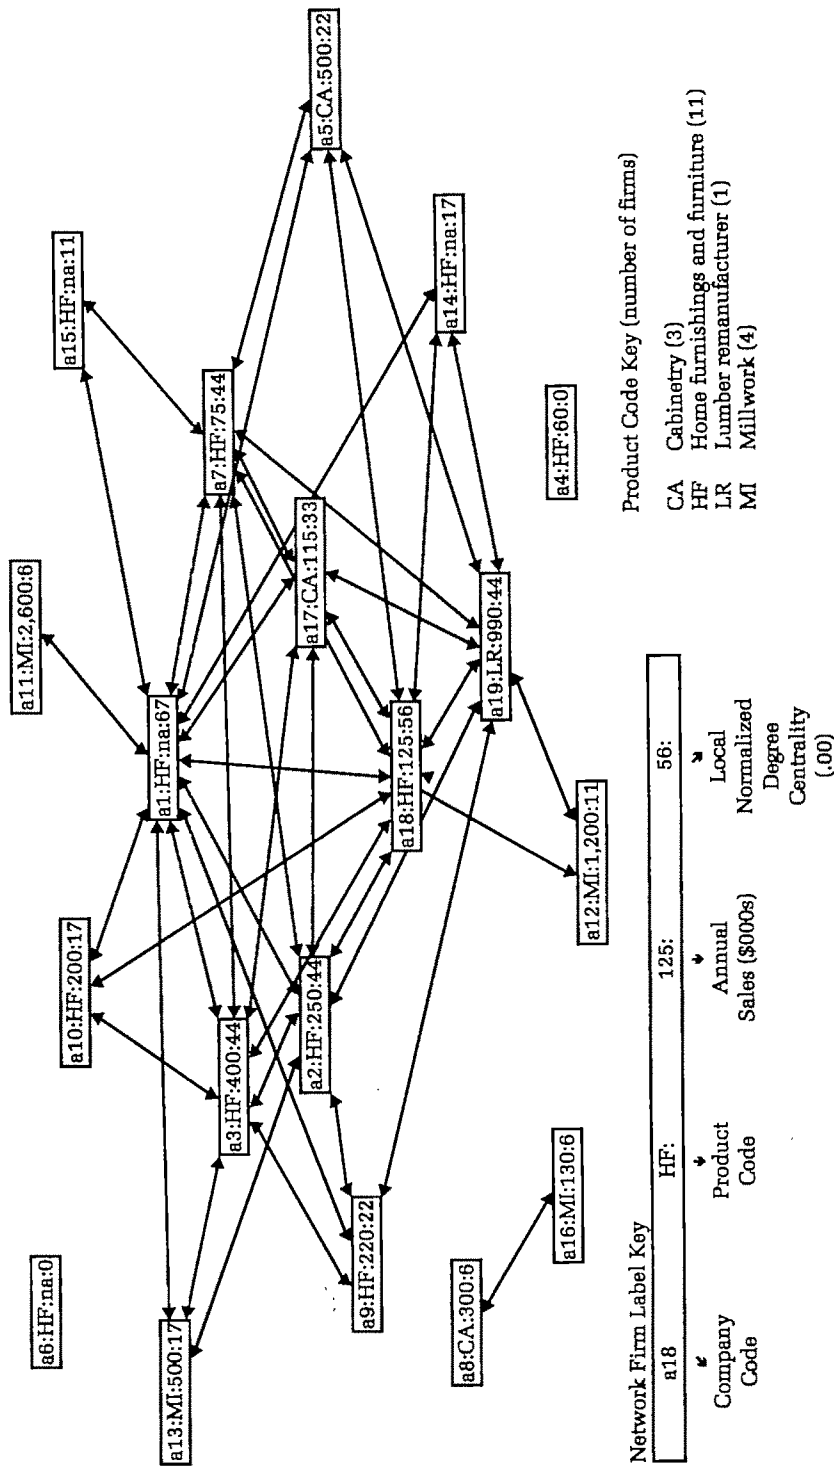 a6:HF:na:0
a10:HF:200:17
a11:MI:2,600:6
a15:HF:na:11
a13:MI:500:17
a1:HF:na:67
a3:HF:400:44
a7:HF:75:44
a2:HF:250:44
a17:CA:115:33
a5:CA:500:22
a9:HF:220:22
a18:HF:125:56
a14:HF:na:17
a8:CA:300:6
a19:LR:990:44
a16:MI:130:6
a12:MI:1,200:11
a4:HF:60:0
Network Firm Label Key
a18 HF: 125: 56:
Company Code
Product Code
Annual Sales ($000s)
Local
Normalized
Degree
Centrality
(.00)
Product Code Key (number of firms)
CA Cabinetry (3)
HF Home furnishings and furniture (11)
LR Lumber remanufacturer (1)
MI Millwork (4)